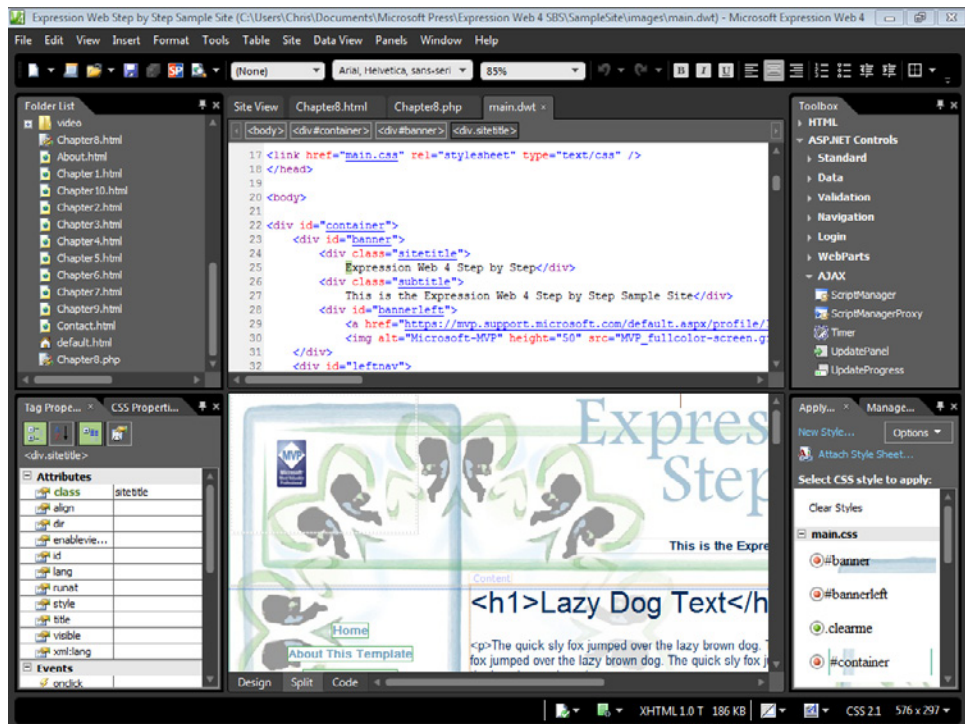 Expression Web Step by Step Sample Site (C:\Users\Chris\Documents\Microsoft Press\Expression Web 4 SBS\SampleSite\images\main.dwt) - Microsoft Expression Web 4
File Edit View Insert Format Tools Table Site Data View Panels Window Help
(None) Arial, Helvetica, sans-seri 85% B I U
Folder List
video
Chapter8.html
About.html
Chapter1.html
Chapter10.html
Chapter2.html
Chapter3.html
Chapter4.html
Chapter5.html
Chapter6.html
Chapter7.html
Chapter9.html
Contact.html
default.html
Chapter8.php
Site View Chapter8.html Chapter8.php main.dwt
<body> <div#container> <div#banner> <div.sitetitle>
17 <link href="main.css" rel="stylesheet" type="text/css" />
18 </head>
19
20 <body>
21
22 <div id="container">
23 <div id="banner">
24 <div class="sitetitle">
25 Expression Web 4 Step by Step</div>
26 <div class="subtitle">
27 This is the Expression Web 4 Step by Step Sample Site</div>
28 <div id="bannerleft">
29 <a href="https://mvp.support.microsoft.com/default.aspx/profile/
30 <img alt="Microsoft-MVP" height="50" src="MVP_fullcolor-screen.g
31 </div>
32 <div id="leftnav">
Toolbox
HTML
ASP.NET Controls
Standard
Data
Validation
Navigation
Login
WebParts
AJAX
ScriptManager
ScriptManagerProxy
Timer
UpdatePanel
UpdateProgress
Tag Prope... CSS Properti...
<div.sitetitle>
Attributes
class sitetitle
align
dir
enablevie...
id
lang
runat
style
title
visible
xml:lang
Events
onclick
MVP
Expres
Step
This is the Expre
Content
<h1>Lazy Dog Text</h
<p>The quick sly fox jumped over the lazy brown dog.
fox jumped over the lazy brown dog. The quick sly fox j
Home
About This Template
Design Split Code
Apply... Manage...
New Style... Options
Attach Style Sheet...
Select CSS style to apply:
Clear Styles
main.css
#banner
#bannerleft
.clearme
#container
XHTML 1.0 T 186 KB CSS 2.1 576 x 297